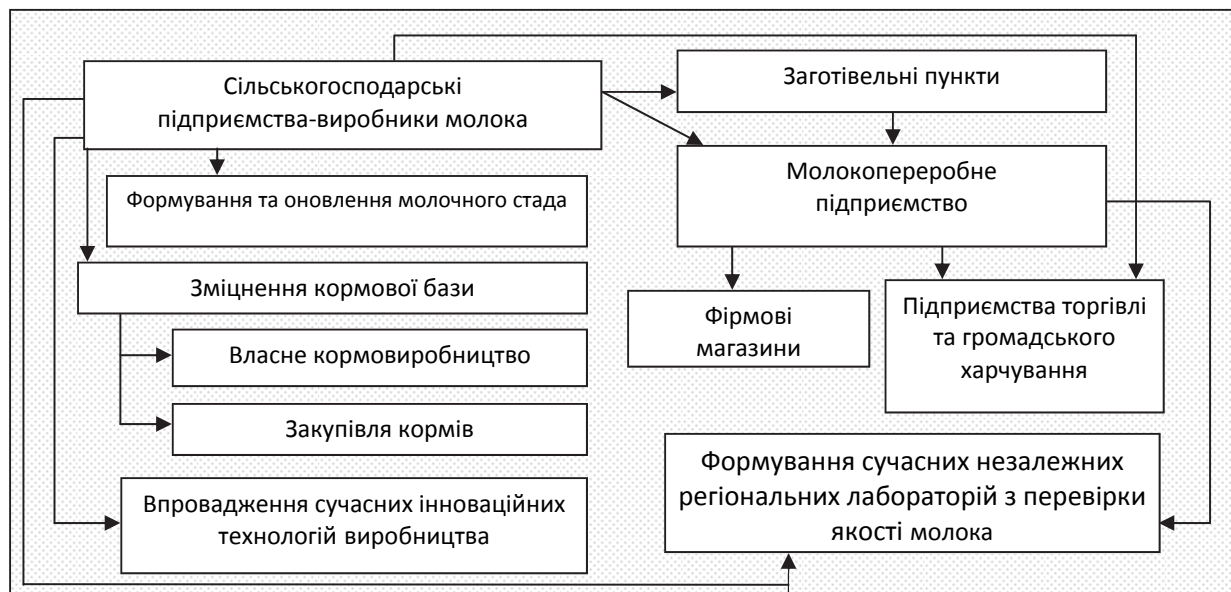 Сільськогосподарські
підприємства-виробники молока
Заготівельні пункти
Молокопереробне
підприємство
Формування та оновлення молочного стада
Зміцнення кормової бази
Фірмові
магазини
Підприємства торгівлі
та громадського
харчування
Власне кормовиробництво
Закупівля кормів
Формування сучасних незалежних
регіональних лабораторій з перевірки
якості молока
Впровадження сучасних інноваційних
технологій виробництва